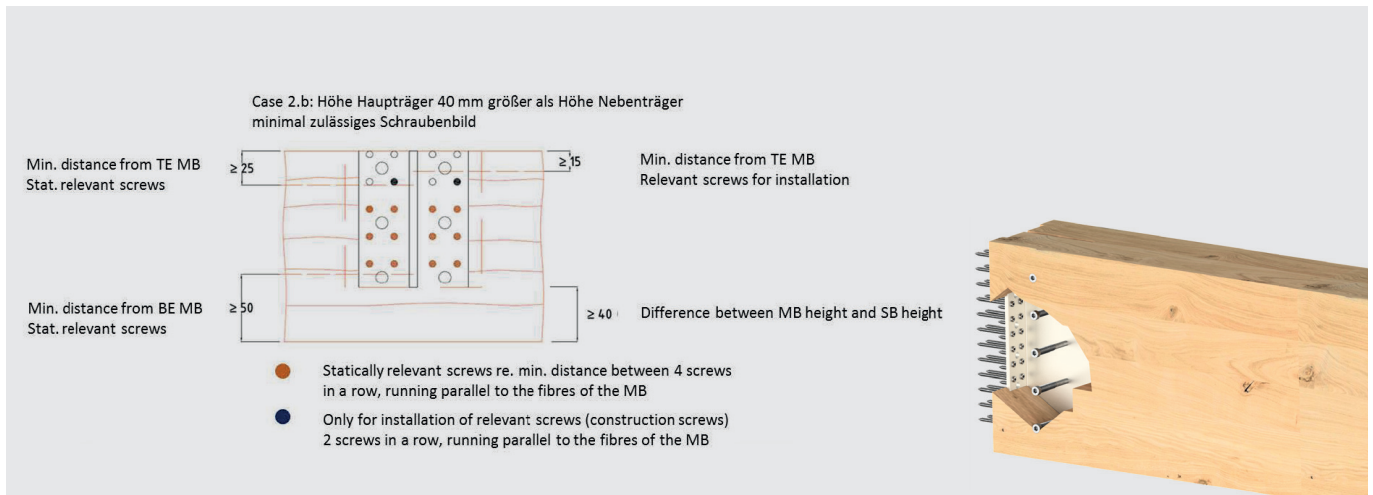 Case 2.b: Höhe Haupträger 40 mm größer als Höhe Nebenträger
minimal zulässiges Schraubenbild
Min. distance from TE MB
Stat. relevant screws
≥ 25
≥ 15
Min. distance from TE MB
Relevant screws for installation
Min. distance from BE MB
Stat. relevant screws
≥ 50
≥ 40
Difference between MB height and SB height
Statically relevant screws re. min. distance between 4 screws
in a row, running parallel to the fibres of the MB
Only for installation of relevant screws (construction screws)
2 screws in a row, running parallel to the fibres of the MB